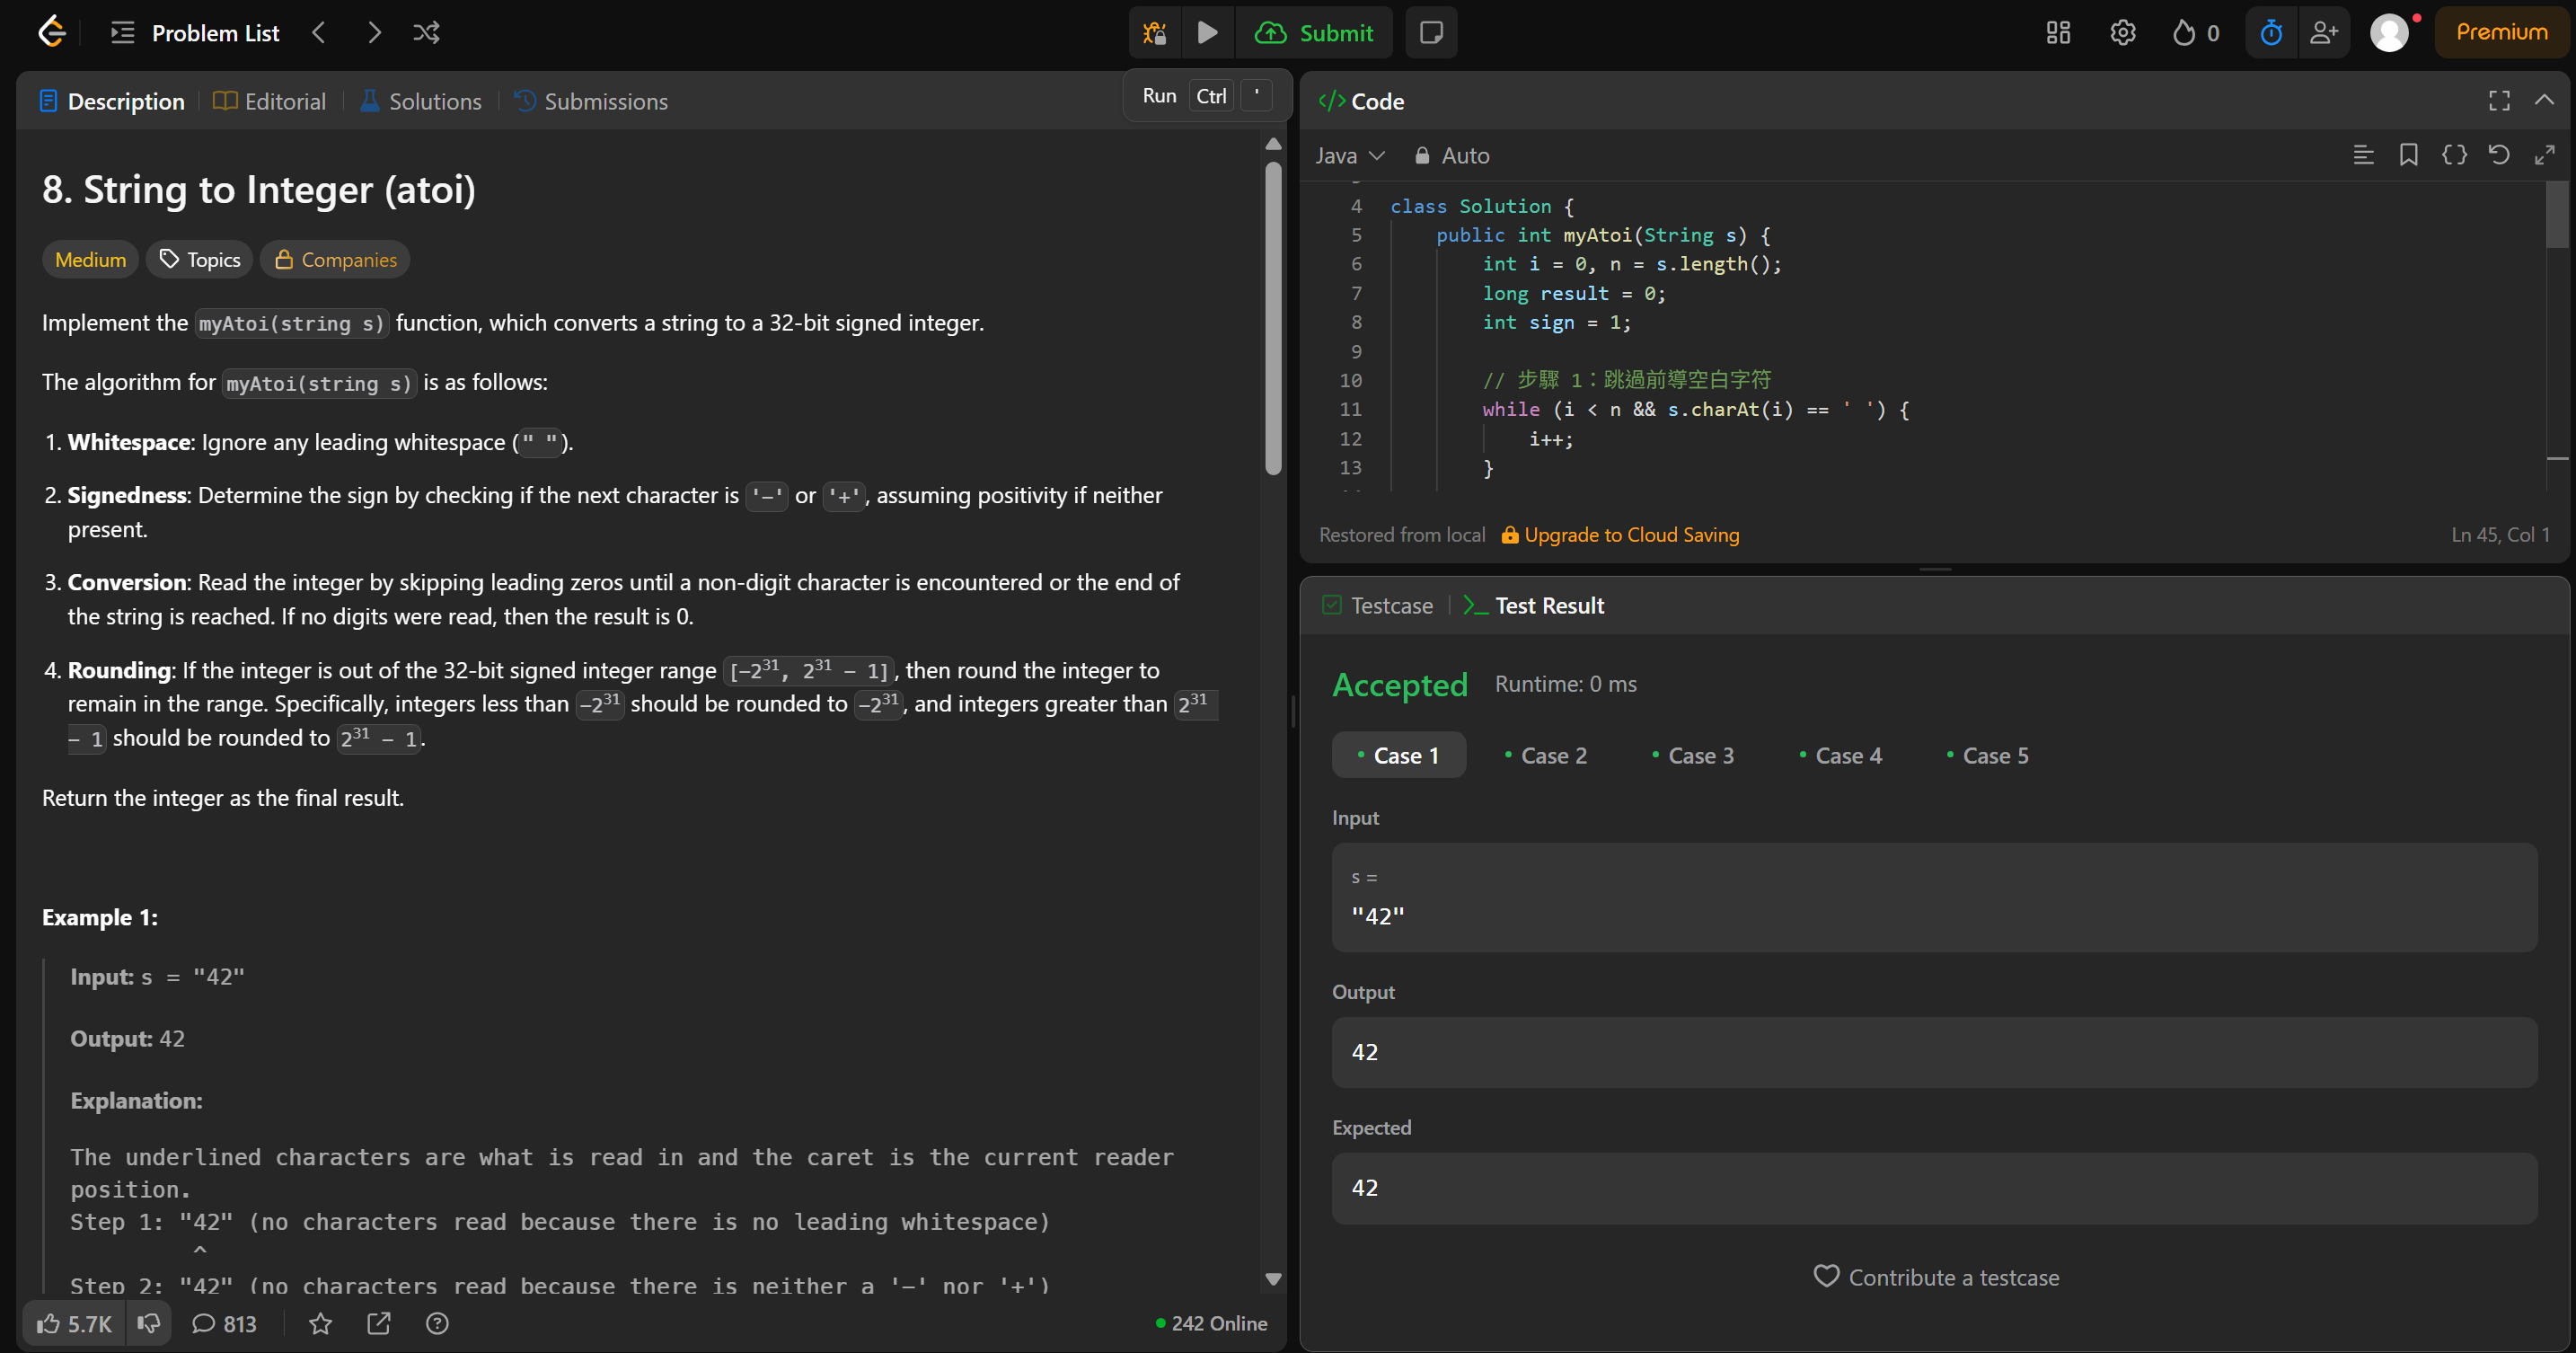 Problem List
Submit
0
Premium
Description
Editorial
Solutions
Submissions
Run Ctrl '
8. String to Integer (atoi)
Medium
Topics
Companies
Implement the myAtoi(string s) function, which converts a string to a 32-bit signed integer.
The algorithm for myAtoi(string s) is as follows:
1. Whitespace: Ignore any leading whitespace (" ").
2. Signedness: Determine the sign by checking if the next character is '-' or '+', assuming positivity if neither
present.
3. Conversion: Read the integer by skipping leading zeros until a non-digit character is encountered or the end of
the string is reached. If no digits were read, then the result is 0.
4. Rounding: If the integer is out of the 32-bit signed integer range [-2³¹, 2³¹ - 1], then round the integer to
remain in the range. Specifically, integers less than -2³¹ should be rounded to -2³¹, and integers greater than 2³¹
- 1 should be rounded to 2³¹ - 1.
Return the integer as the final result.
Example 1:
Input: s = "42"
Output: 42
Explanation:
The underlined characters are what is read in and the caret is the current reader
position.
Step 1: "42" (no characters read because there is no leading whitespace)
^
Step 2: "42" (no characters read because there is neither a '-' nor '+')
5.7K
813
242 Online
</> Code
Java
Auto
4 class Solution {
5 public int myAtoi(String s) {
6 int i = 0, n = s.length();
7 long result = 0;
8 int sign = 1;
9
10 // 步驟 1：跳過前導空白字符
11 while (i < n && s.charAt(i) == ' ') {
12 i++;
13 }
Restored from local
Upgrade to Cloud Saving
Ln 45, Col 1
Testcase
Test Result
Accepted
Runtime: 0 ms
Case 1
Case 2
Case 3
Case 4
Case 5
Input
s =
"42"
Output
42
Expected
42
Contribute a testcase